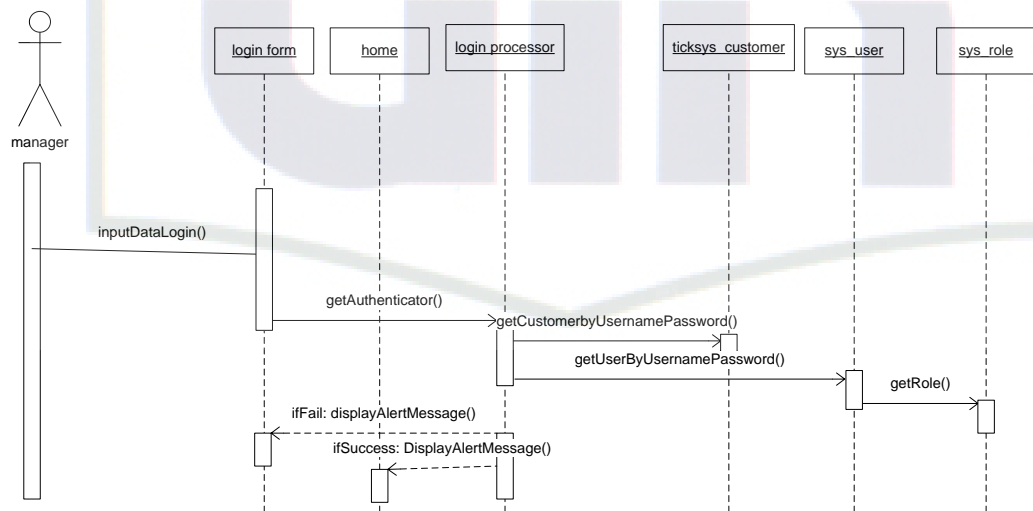 login form
home
login processor
ticksys_customer
sys_user
sys_role
manager
inputDataLogin()
getAuthenticator()
getCustomerbyUsernamePassword()
getUserByUsernamePassword()
getRole()
ifFail: displayAlertMessage()
ifSuccess: DisplayAlertMessage()